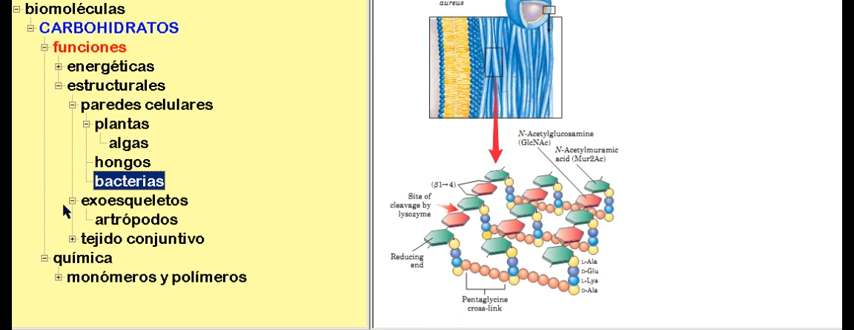 biomoléculas
CARBOHIDRATOS
funciones
energéticas
estructurales
paredes celulares
plantas
algas
hongos
bacterias
exoesqueletos
artrópodos
tejido conjuntivo
química
monómeros y polímeros
aureus
N-Acetylglucosamine
(GlcNAc)
N-Acetylmuramic
acid (Mur2Ac)
(β1→4)
Site of
cleavage by
lysozyme
Reducing
end
L-Ala
D-Glu
L-Lys
D-Ala
Pentaglycine
cross-link